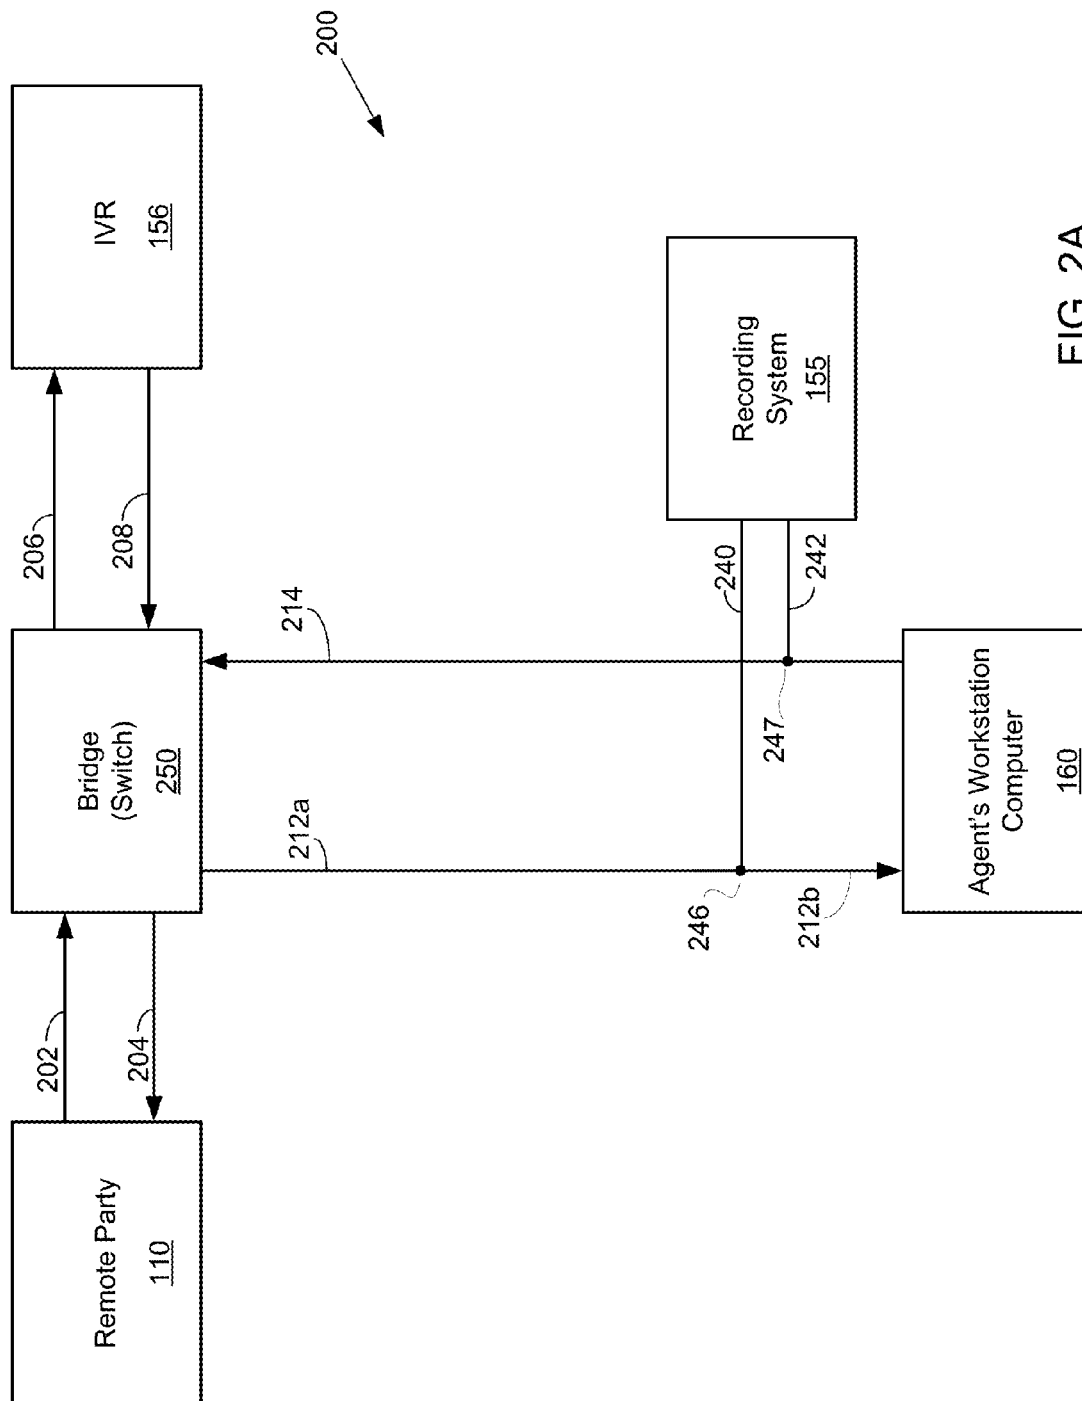 200
Remote Party
110
202
204
Bridge
(Switch)
250
206
208
IVR
156
212a
214
246
212b
247
240
242
Recording
System
155
Agent's Workstation
Computer
160
FIG. 2A